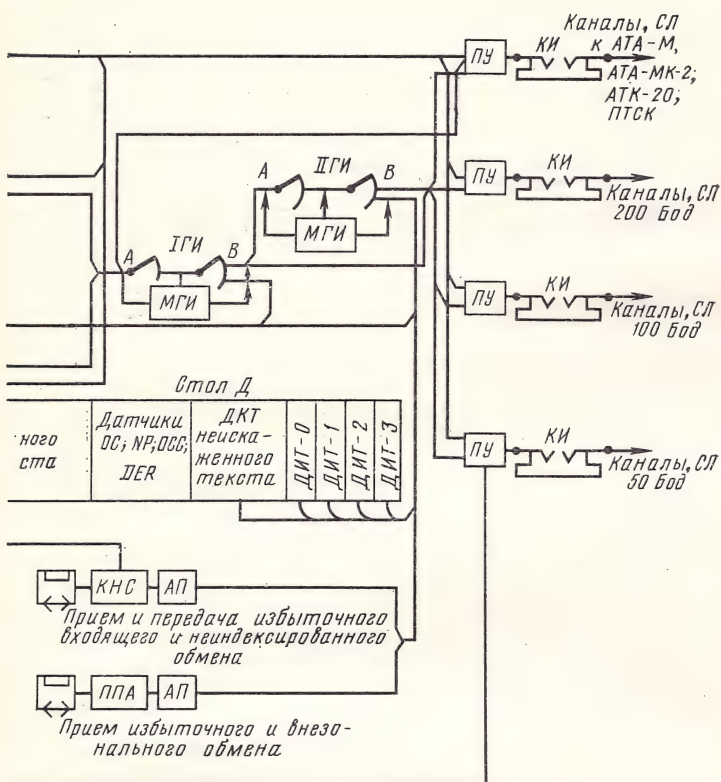 Каналы, СЛ
к АТА-М,
АТА-МК-2;
АТК-20;
ПТСК
ПУ
КИ
IIГИ
А
В
МГИ
ПУ
КИ
Каналы, СЛ
200 Бод
IГИ
А
В
МГИ
ПУ
КИ
Каналы, СЛ
100 Бод
Стол Д
ного
ста
Датчики
ОС; NP; ОСС;
DER
ДКТ
неиска-
женного
текста
ДИТ-0
ДИТ-1
ДИТ-2
ДИТ-3
ПУ
КИ
Каналы, СЛ
50 Бод
КНС
АП
Прием и передача избыточного
входящего и неиндексированного
обмена
ППА
АП
Прием избыточного и внезо-
нального обмена